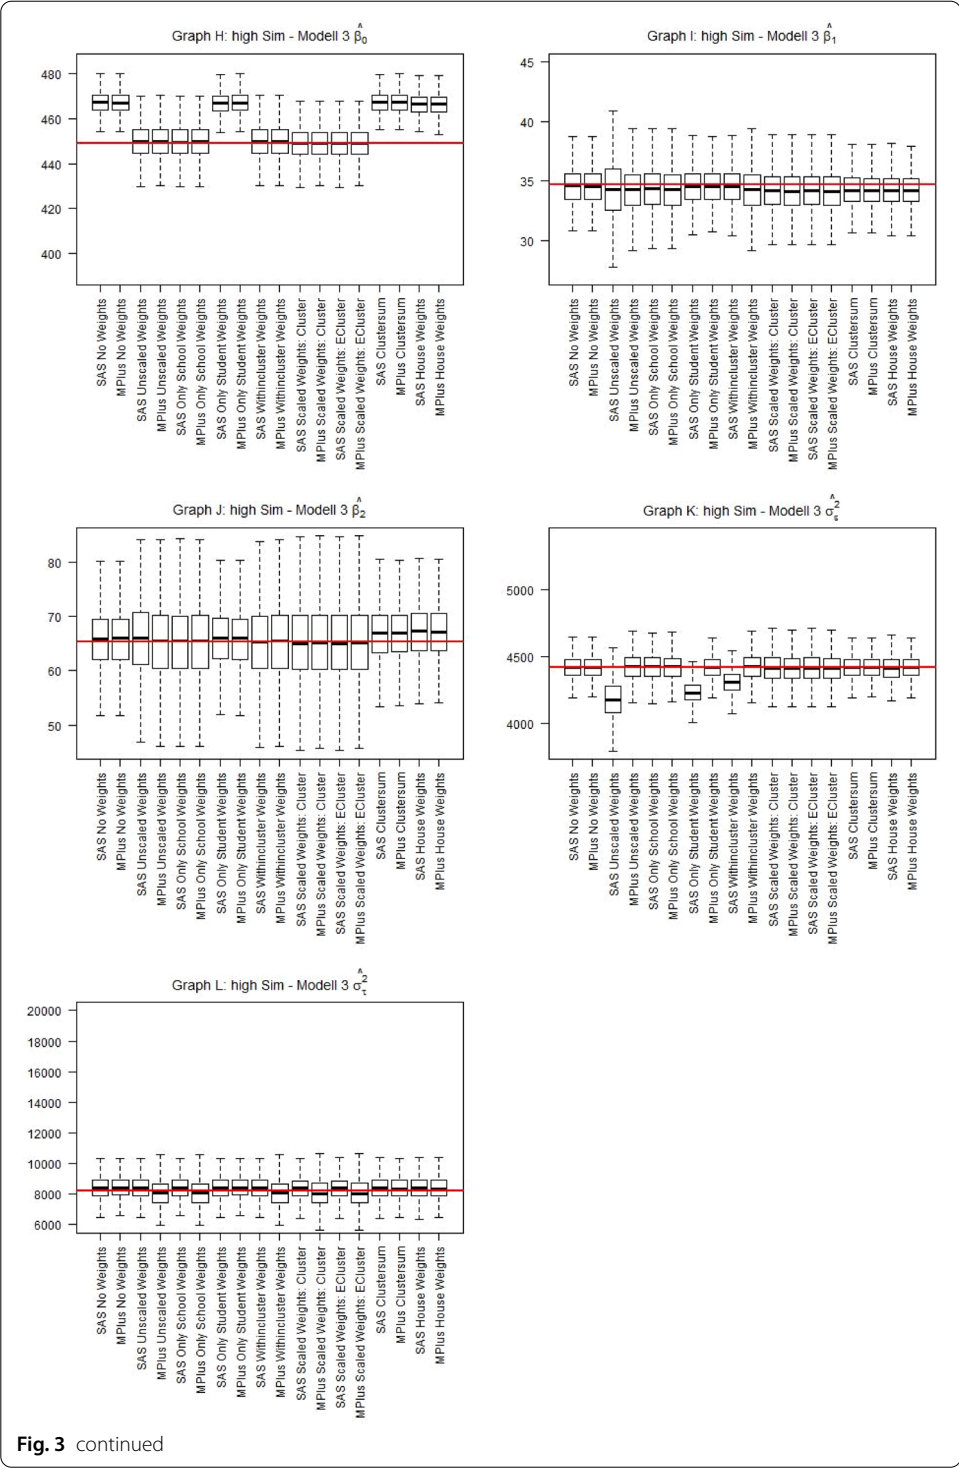 Graph H: high Sim - Modell 3 β̂₀
480
460
440
420
400
SAS No Weights
MPlus No Weights
SAS Unscaled Weights
MPlus Unscaled Weights
SAS Only School Weights
MPlus Only School Weights
SAS Only Student Weights
MPlus Only Student Weights
SAS Withincluster Weights
MPlus Withincluster Weights
SAS Scaled Weights: Cluster
MPlus Scaled Weights: Cluster
SAS Scaled Weights: ECluster
MPlus Scaled Weights: ECluster
SAS Clustersum
MPlus Clustersum
SAS House Weights
MPlus House Weights
Graph I: high Sim - Modell 3 β̂₁
45
40
35
30
SAS No Weights
MPlus No Weights
SAS Unscaled Weights
MPlus Unscaled Weights
SAS Only School Weights
MPlus Only School Weights
SAS Only Student Weights
MPlus Only Student Weights
SAS Withincluster Weights
MPlus Withincluster Weights
SAS Scaled Weights: Cluster
MPlus Scaled Weights: Cluster
SAS Scaled Weights: ECluster
MPlus Scaled Weights: ECluster
SAS Clustersum
MPlus Clustersum
SAS House Weights
MPlus House Weights
Graph J: high Sim - Modell 3 β̂₂
80
70
60
50
SAS No Weights
MPlus No Weights
SAS Unscaled Weights
MPlus Unscaled Weights
SAS Only School Weights
MPlus Only School Weights
SAS Only Student Weights
MPlus Only Student Weights
SAS Withincluster Weights
MPlus Withincluster Weights
SAS Scaled Weights: Cluster
MPlus Scaled Weights: Cluster
SAS Scaled Weights: ECluster
MPlus Scaled Weights: ECluster
SAS Clustersum
MPlus Clustersum
SAS House Weights
MPlus House Weights
Graph K: high Sim - Modell 3 σ̂²
5000
4500
4000
SAS No Weights
MPlus No Weights
SAS Unscaled Weights
MPlus Unscaled Weights
SAS Only School Weights
MPlus Only School Weights
SAS Only Student Weights
MPlus Only Student Weights
SAS Withincluster Weights
MPlus Withincluster Weights
SAS Scaled Weights: Cluster
MPlus Scaled Weights: Cluster
SAS Scaled Weights: ECluster
MPlus Scaled Weights: ECluster
SAS Clustersum
MPlus Clustersum
SAS House Weights
MPlus House Weights
Graph L: high Sim - Modell 3 σ̂²τ
20000
18000
16000
14000
12000
10000
8000
6000
SAS No Weights
MPlus No Weights
SAS Unscaled Weights
MPlus Unscaled Weights
SAS Only School Weights
MPlus Only School Weights
SAS Only Student Weights
MPlus Only Student Weights
SAS Withincluster Weights
MPlus Withincluster Weights
SAS Scaled Weights: Cluster
MPlus Scaled Weights: Cluster
SAS Scaled Weights: ECluster
MPlus Scaled Weights: ECluster
SAS Clustersum
MPlus Clustersum
SAS House Weights
MPlus House Weights
Fig. 3 continued